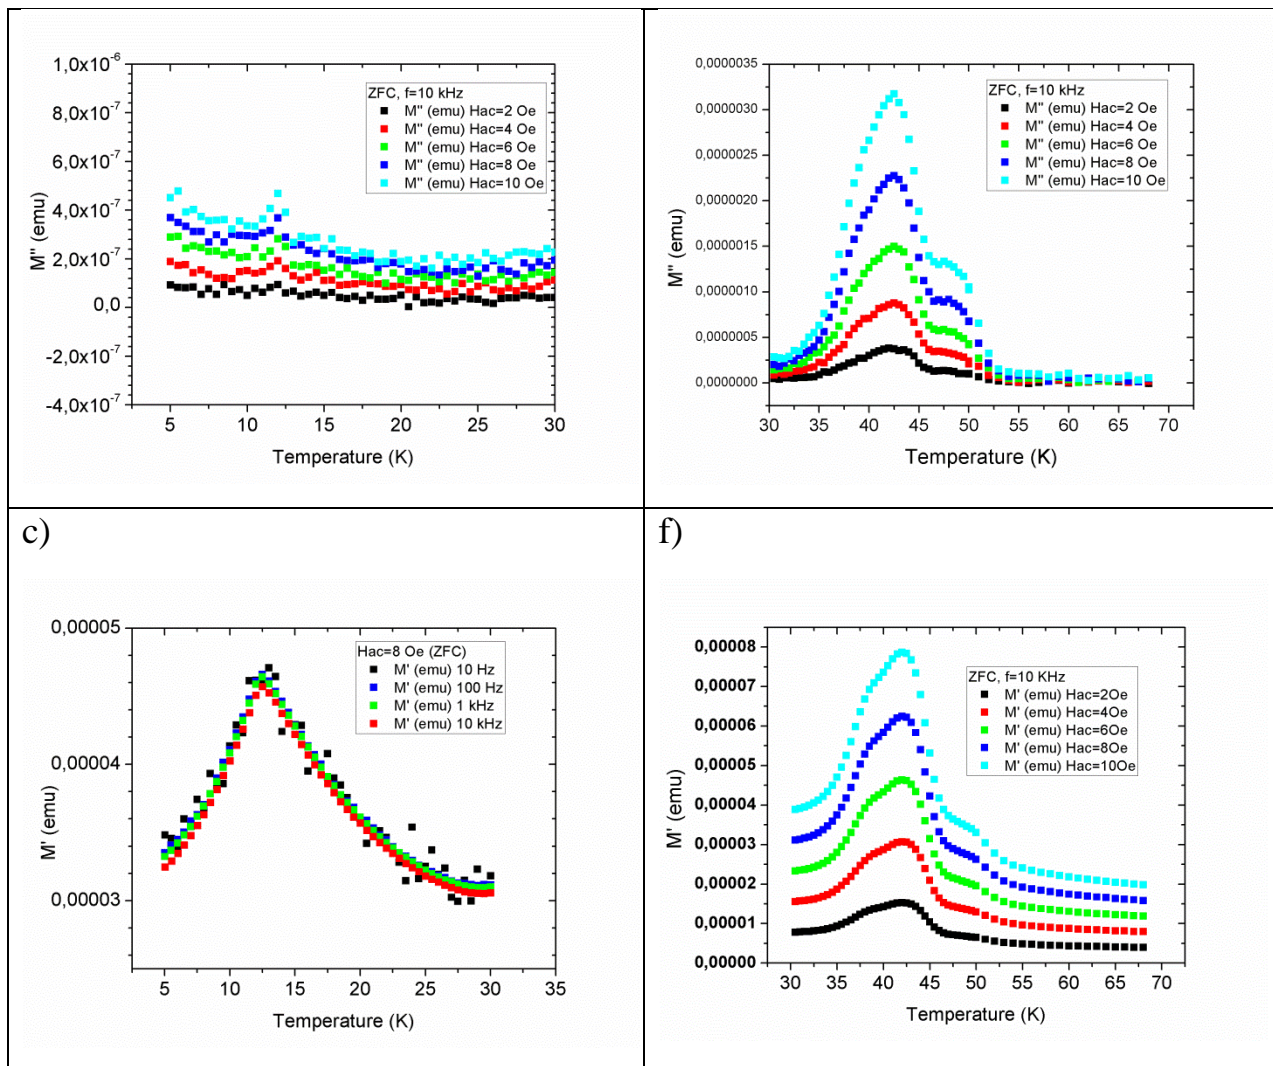 1,0x10-6
8,0x10-7
6,0x10-7
4,0x10-7
2,0x10-7
0,0
-2,0x10-7
-4,0x10-7
M'' (emu)
ZFC, f=10 kHz
M'' (emu) Hac=2 Oe
M'' (emu) Hac=4 Oe
M'' (emu) Hac=6 Oe
M'' (emu) Hac=8 Oe
M'' (emu) Hac=10 Oe
5 10 15 20 25 30
Temperature (K)
0,0000035
0,0000030
0,0000025
0,0000020
0,0000015
0,0000010
0,0000005
0,0000000
M'' (emu)
ZFC, f=10 kHz
M'' (emu) Hac=2 Oe
M'' (emu) Hac=4 Oe
M'' (emu) Hac=6 Oe
M'' (emu) Hac=8 Oe
M'' (emu) Hac=10 Oe
30 35 40 45 50 55 60 65 70
Temperature (K)
c)
0,00005
0,00004
0,00003
M' (emu)
Hac=8 Oe (ZFC)
M' (emu) 10 Hz
M' (emu) 100 Hz
M' (emu) 1 kHz
M' (emu) 10 kHz
5 10 15 20 25 30 35
Temperature (K)
f)
0,00008
0,00007
0,00006
0,00005
0,00004
0,00003
0,00002
0,00001
0,00000
M' (emu)
ZFC, f=10 KHz
M' (emu) Hac=2Oe
M' (emu) Hac=4Oe
M' (emu) Hac=6Oe
M' (emu) Hac=8Oe
M' (emu) Hac=10Oe
30 35 40 45 50 55 60 65 70
Temperature (K)